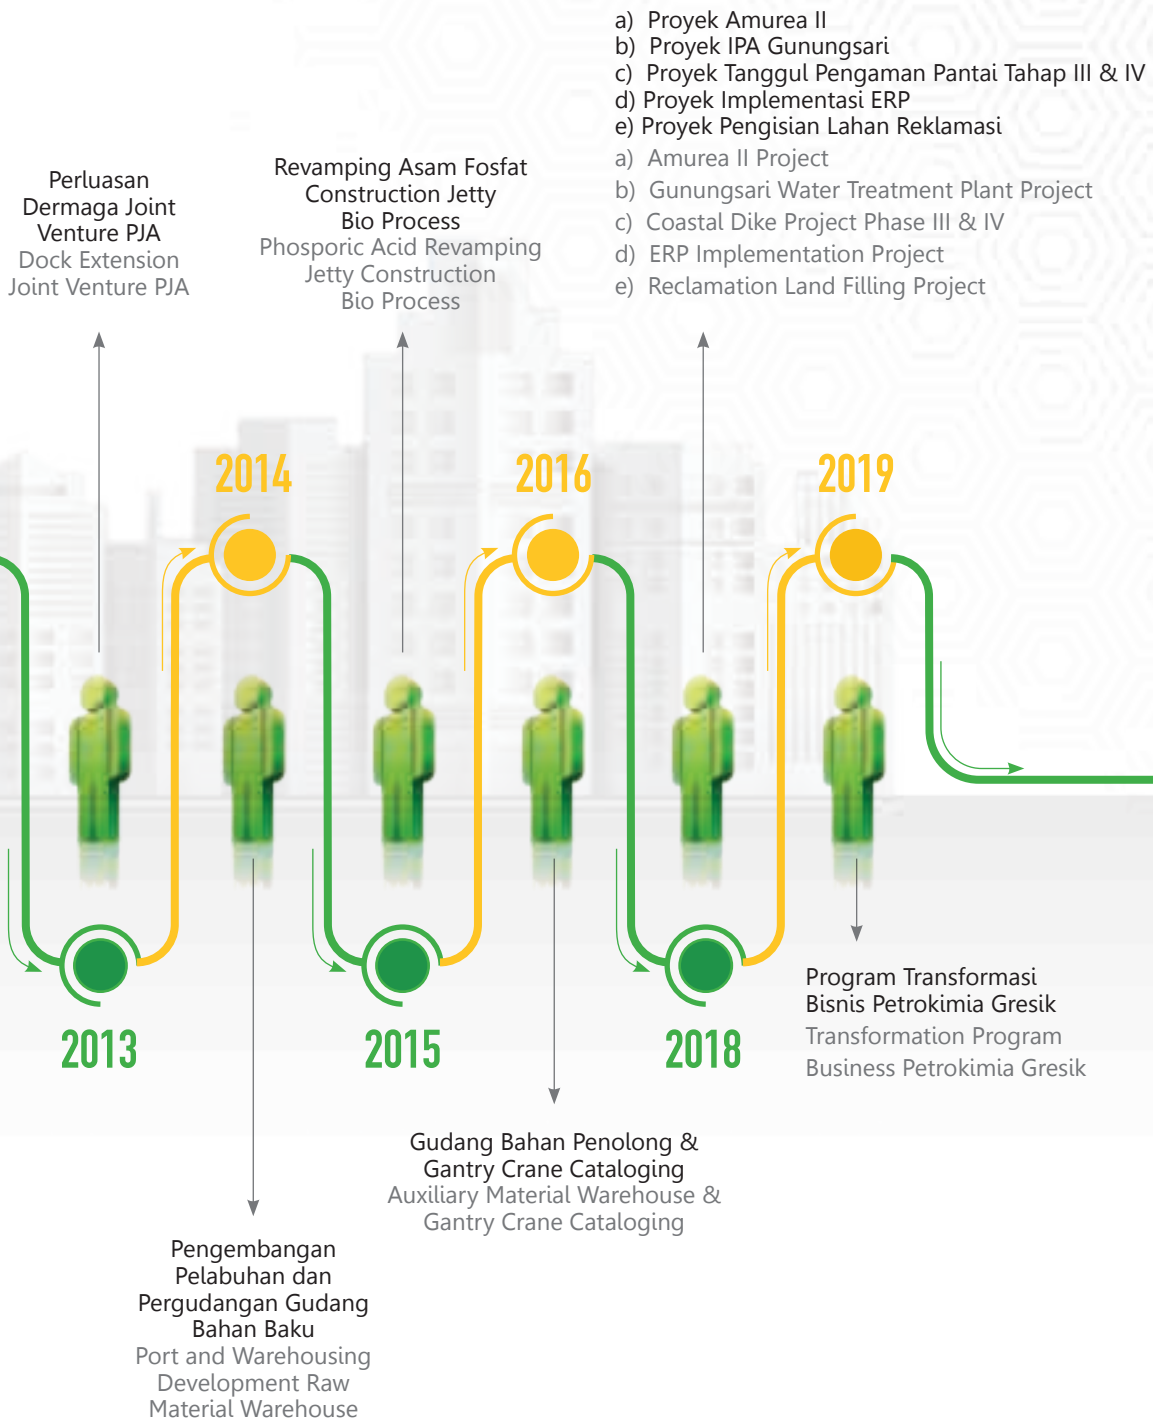 a) Proyek Amurea II
b) Proyek IPA Gunungsari
c) Proyek Tanggul Pengaman Pantai Tahap III & IV
d) Proyek Implementasi ERP
e) Proyek Pengisian Lahan Reklamasi
a) Amurea II Project
b) Gunungsari Water Treatment Plant Project
c) Coastal Dike Project Phase III & IV
d) ERP Implementation Project
e) Reclamation Land Filling Project
Perluasan
Dermaga Joint
Venture PJA
Dock Extension
Joint Venture PJA
Revamping Asam Fosfat
Construction Jetty
Bio Process
Phosporic Acid Revamping
Jetty Construction
Bio Process
2014
2016
2019
2013
2015
2018
Program Transformasi
Bisnis Petrokimia Gresik
Transformation Program
Business Petrokimia Gresik
Gudang Bahan Penolong &
Gantry Crane Cataloging
Auxiliary Material Warehouse &
Gantry Crane Cataloging
Pengembangan
Pelabuhan dan
Pergudangan Gudang
Bahan Baku
Port and Warehousing
Development Raw
Material Warehouse